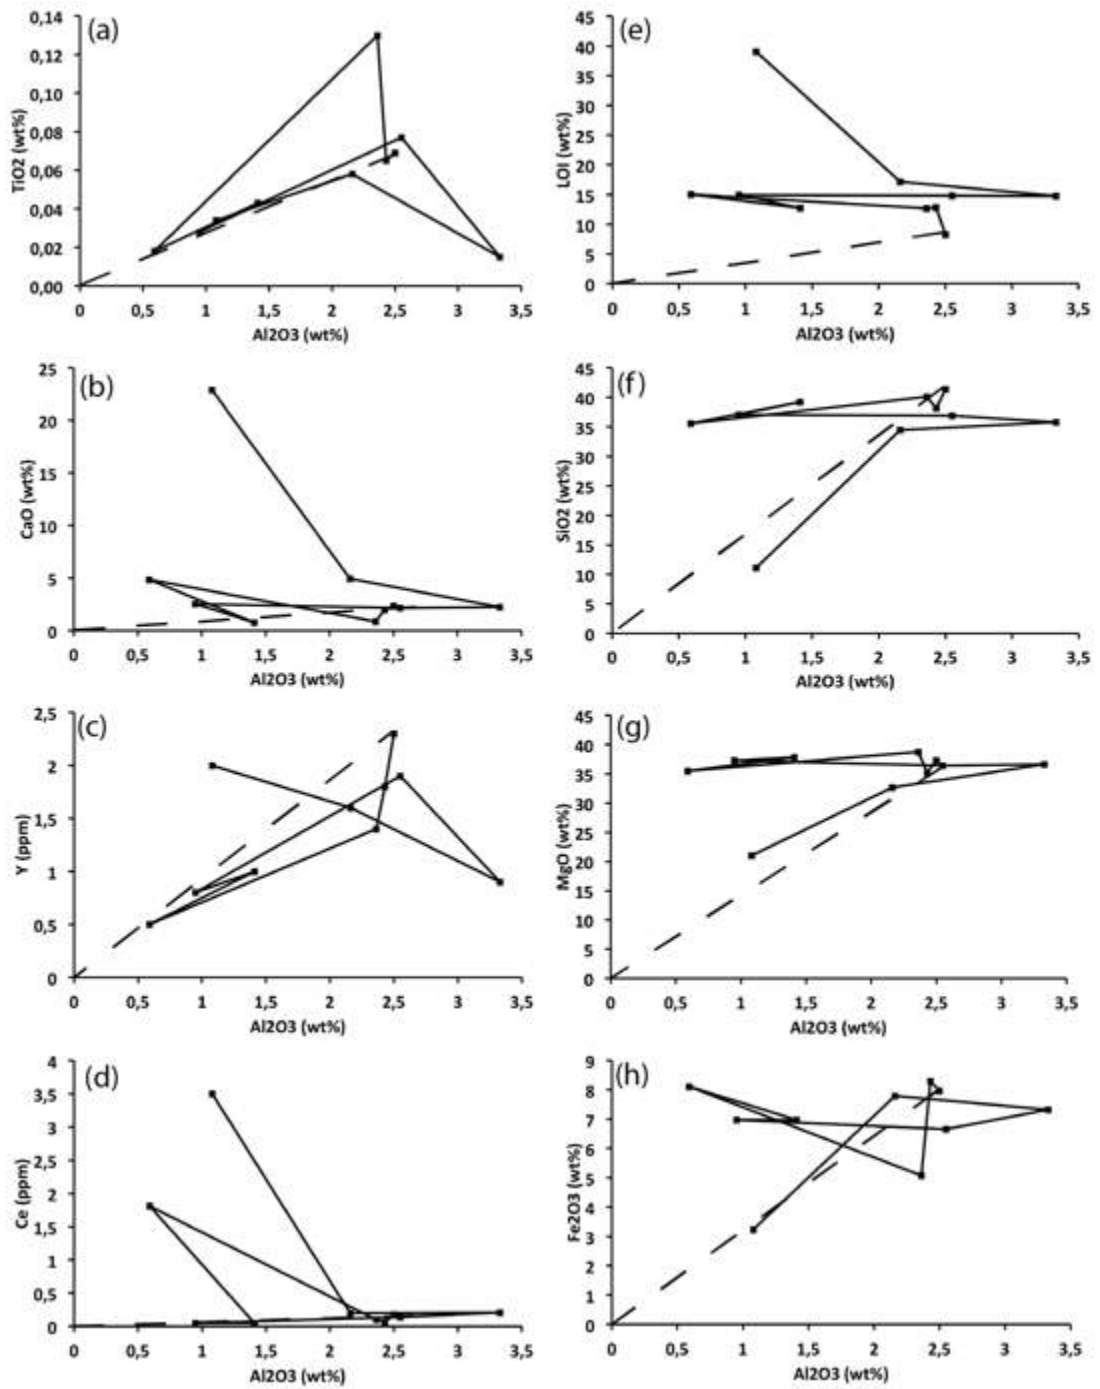 (a)
TiO2 (wt%)
0,14
0,12
0,10
0,08
0,06
0,04
0,02
0,00
0 0,5 1 1,5 2 2,5 3 3,5
Al2O3 (wt%)
(b)
CaO (wt%)
25
20
15
10
5
0
0 0,5 1 1,5 2 2,5 3 3,5
Al2O3 (wt%)
(c)
Y (ppm)
2,5
2
1,5
1
0,5
0
0 0,5 1 1,5 2 2,5 3 3,5
Al2O3 (wt%)
(d)
Ce (ppm)
4
3,5
3
2,5
2
1,5
1
0,5
0
0 0,5 1 1,5 2 2,5 3 3,5
Al2O3 (wt%)
(e)
LOI (wt%)
45
40
35
30
25
20
15
10
5
0
0 0,5 1 1,5 2 2,5 3 3,5
Al2O3 (wt%)
(f)
SiO2 (wt%)
45
40
35
30
25
20
15
10
5
0
0 0,5 1 1,5 2 2,5 3 3,5
Al2O3 (wt%)
(g)
MgO (wt%)
45
40
35
30
25
20
15
10
5
0
0 0,5 1 1,5 2 2,5 3 3,5
Al2O3 (wt%)
(h)
Fe2O3 (wt%)
9
8
7
6
5
4
3
2
1
0
0 0,5 1 1,5 2 2,5 3 3,5
Al2O3 (wt%)